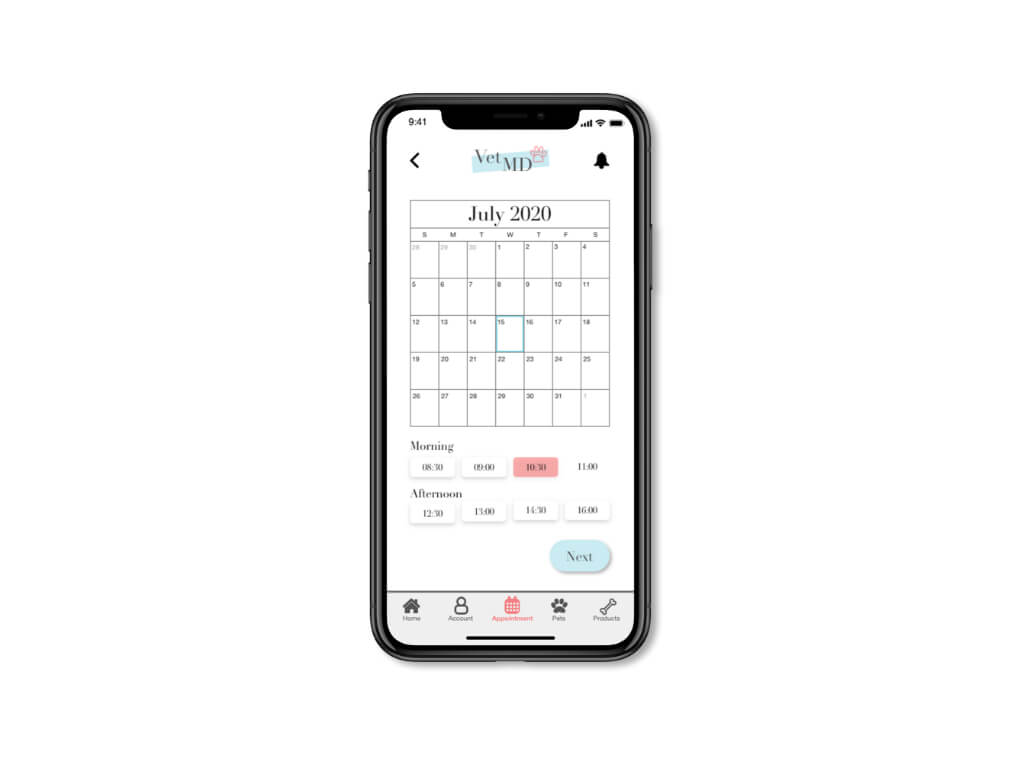 9:41
Vet
MD
July 2020
S M T W T F S
28 29 30 1 2 3 4
5 6 7 8 9 10 11
12 13 14 15 16 17 18
19 20 21 22 23 24 25
26 27 28 29 30 31 1
Morning
08:30 09:00 10:30 11:00
Afternoon
12:30 13:00 14:30 16:00
Next
Home Account Appointment Pets Products